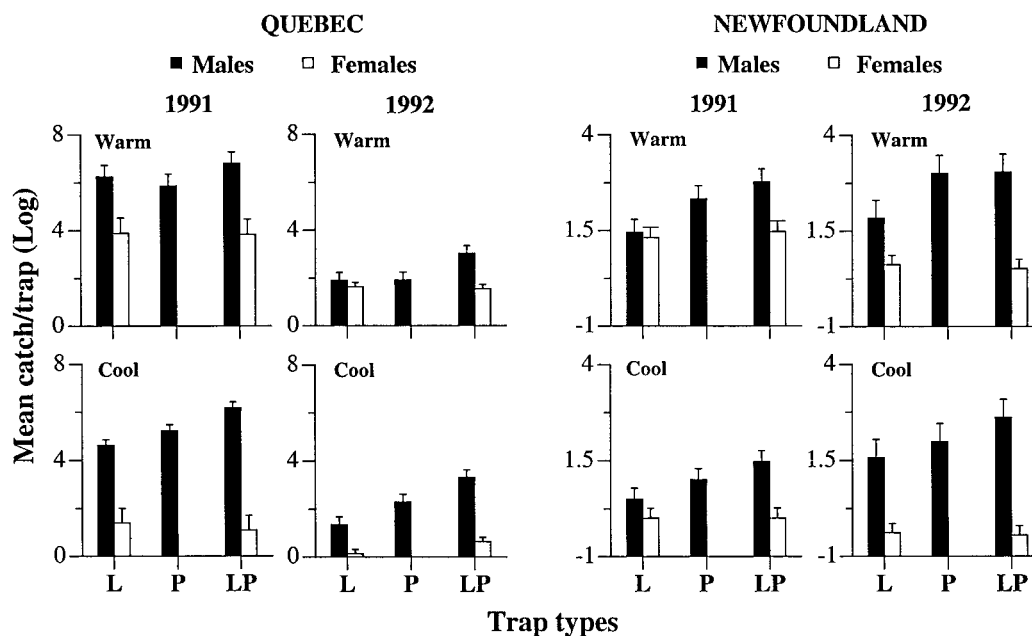 QUEBEC
NEWFOUNDLAND
■ Males □ Females
■ Males □ Females
1991
1992
1991
1992
Mean catch/trap (Log)
8
Warm
4
0
8
Warm
4
0
4
Warm
1.5
-1
4
Warm
1.5
-1
8
Cool
4
0
8
Cool
4
0
4
Cool
1.5
-1
4
Cool
1.5
-1
L P LP
L P LP
L P LP
L P LP
Trap types